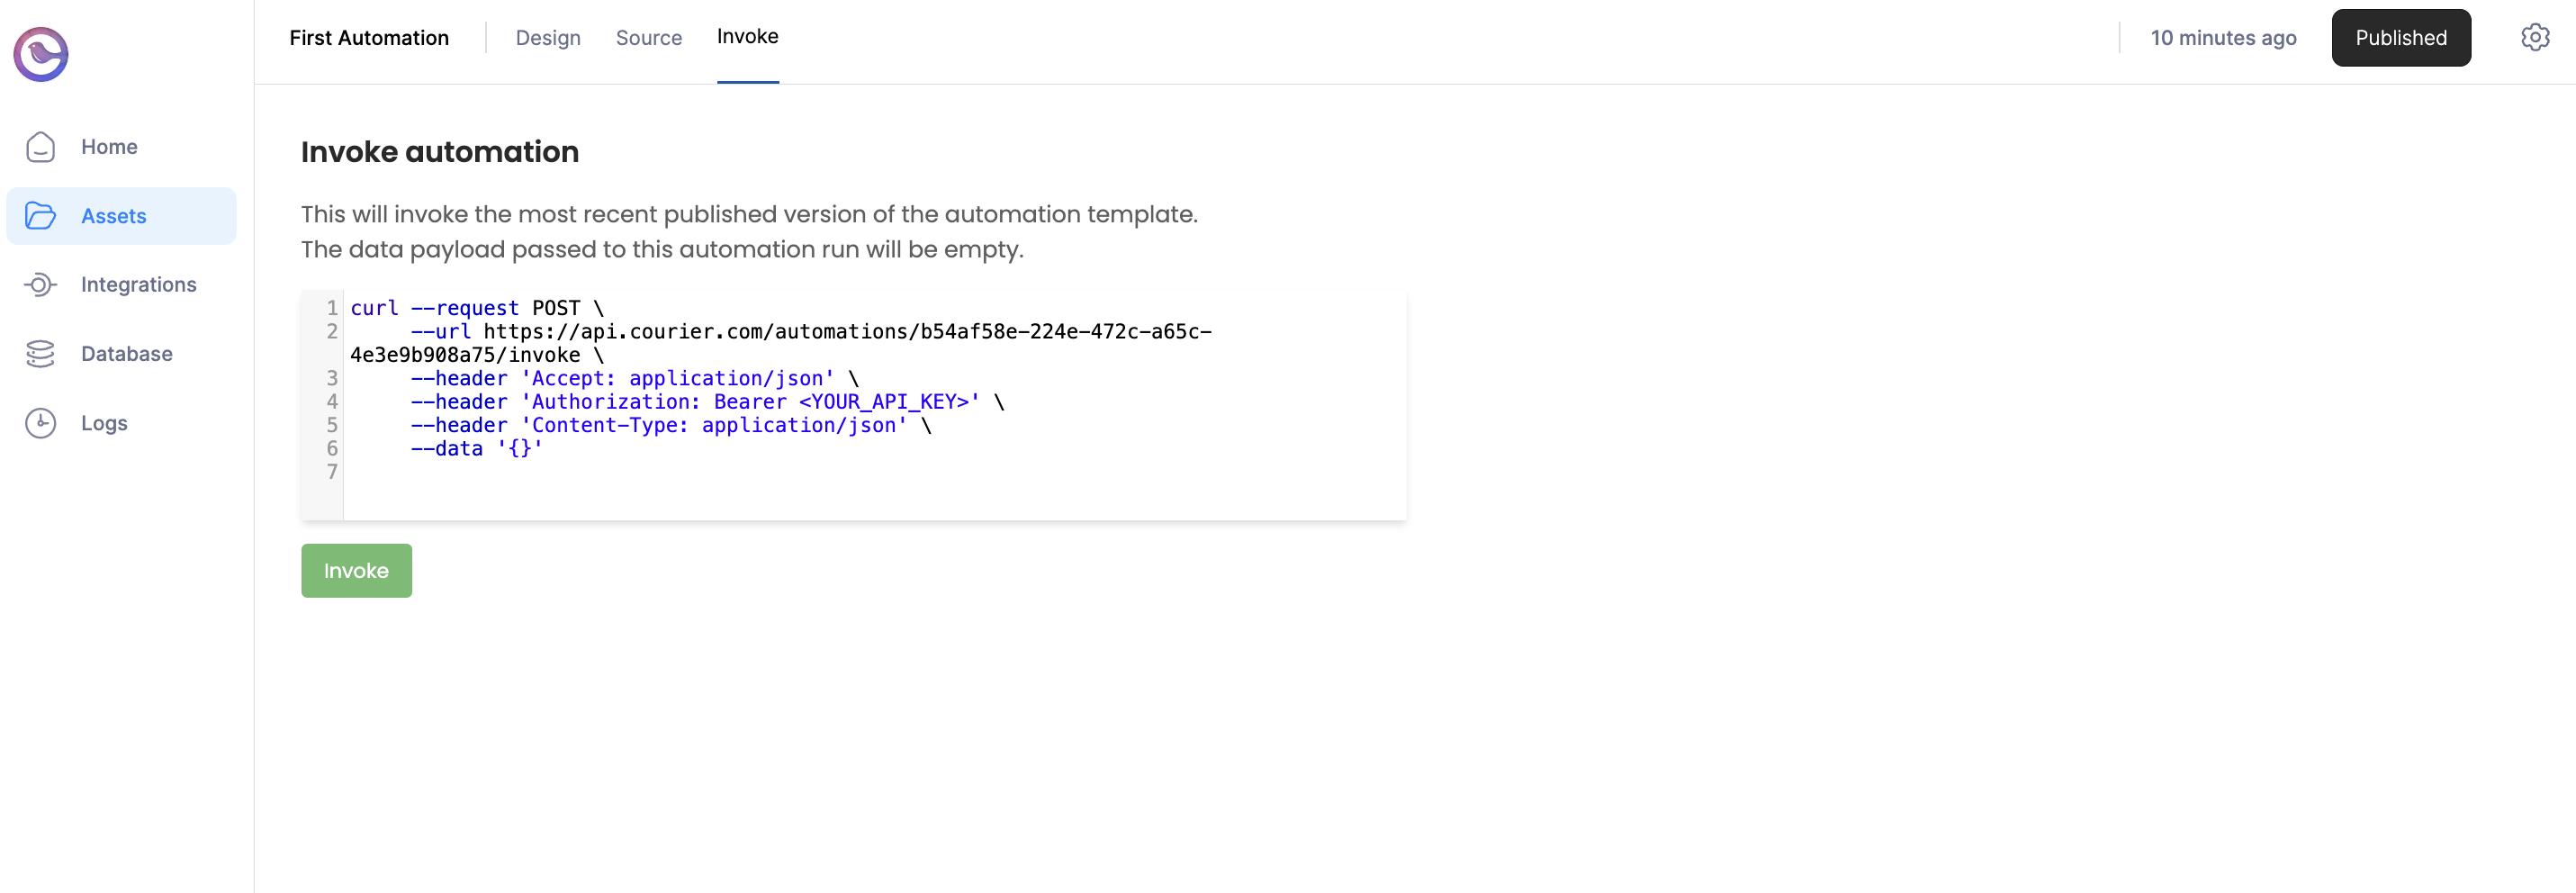 First Automation
Design
Source
Invoke
10 minutes ago
Published
Home
Assets
Integrations
Database
Logs
Invoke automation
This will invoke the most recent published version of the automation template.
The data payload passed to this automation run will be empty.
1 curl --request POST \
2 --url https://api.courier.com/automations/b54af58e-224e-472c-a65c-
4e3e9b908a75/invoke \
3 --header 'Accept: application/json' \
4 --header 'Authorization: Bearer <YOUR_API_KEY>' \
5 --header 'Content-Type: application/json' \
6 --data '{}'
7
Invoke